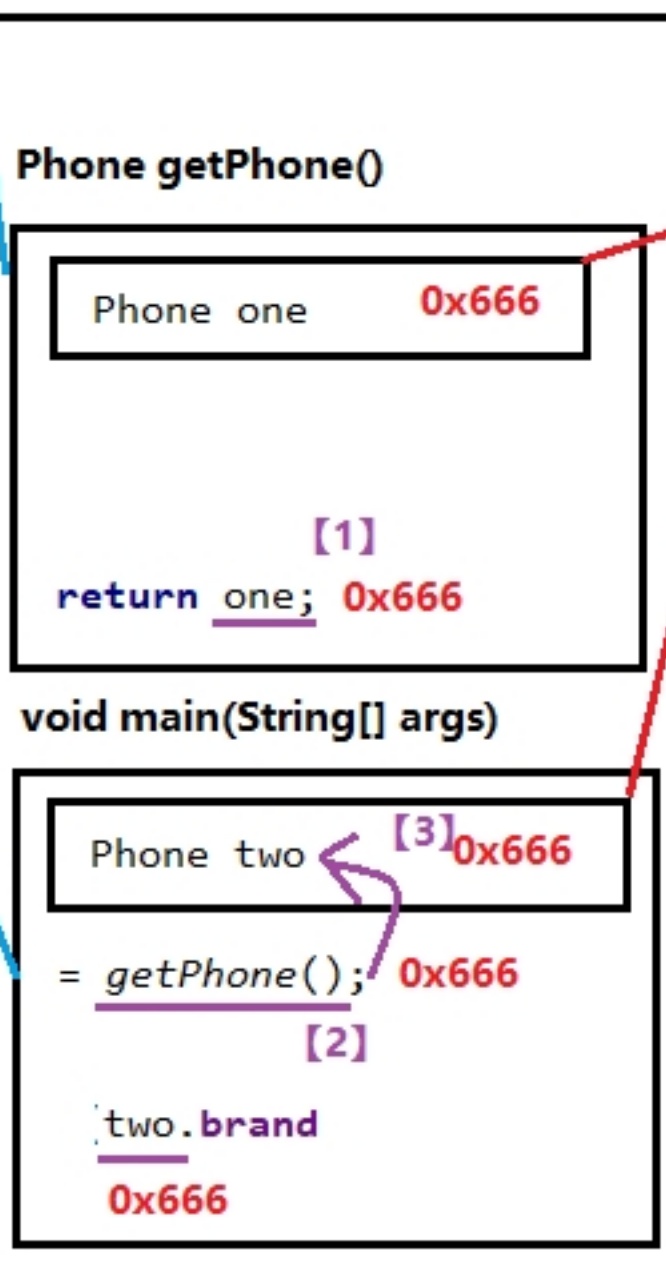 Phone getPhone()
Phone one 0x666
【1】
return one; 0x666
void main(String[] args)
Phone two 【3】0x666
= getPhone(); 0x666
【2】
two.brand
0x666